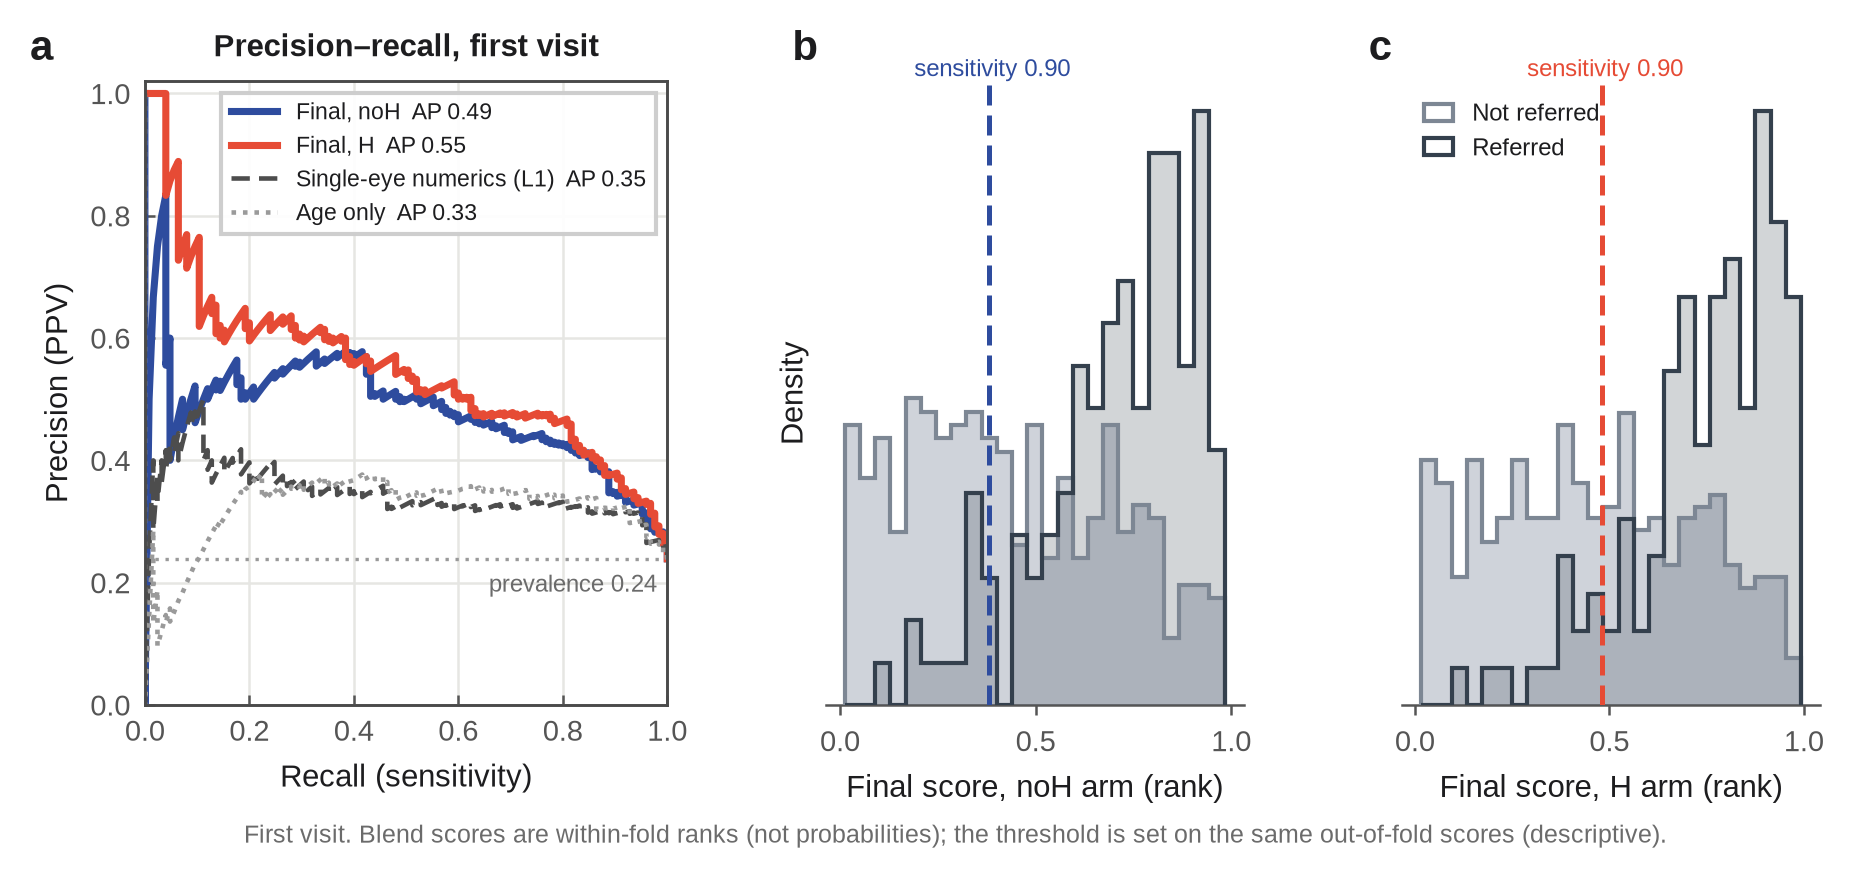 a
Precision–recall, first visit
Final, noH  AP 0.49
Final, H  AP 0.55
Single-eye numerics (L1)  AP 0.35
Age only  AP 0.33
prevalence 0.24
Precision (PPV)
1.0
0.8
0.6
0.4
0.2
0.0
0.0 0.2 0.4 0.6 0.8 1.0
Recall (sensitivity)
b
sensitivity 0.90
Density
0.0 0.5 1.0
Final score, noH arm (rank)
c
sensitivity 0.90
Not referred
Referred
0.0 0.5 1.0
Final score, H arm (rank)
First visit. Blend scores are within-fold ranks (not probabilities); the threshold is set on the same out-of-fold scores (descriptive).